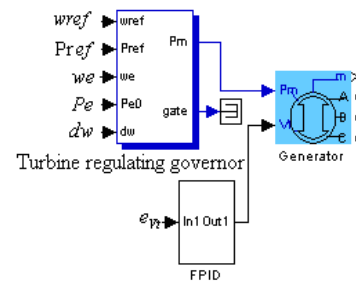 wref wref
Pref Pref Pm
we we
Pe Pe0 gate
dw dw
Pm m
Vf A
B
C
Turbine regulating governor
Generator
e_vt In1 Out1
FPID